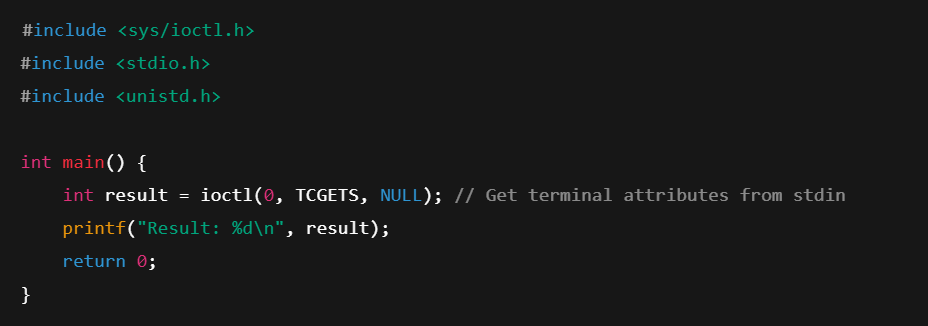 #include <sys/ioctl.h>
#include <stdio.h>
#include <unistd.h>

int main() {
    int result = ioctl(0, TCGETS, NULL); // Get terminal attributes from stdin
    printf("Result: %d\n", result);
    return 0;
}